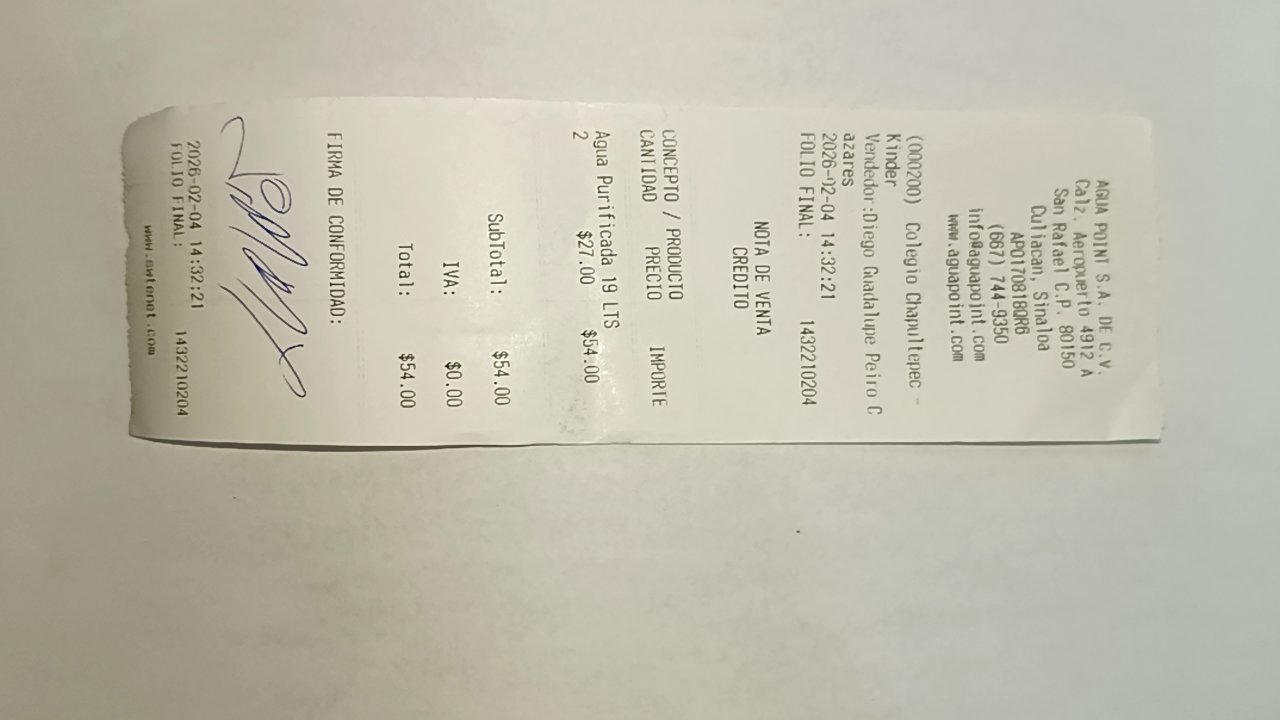 AGUA POINT S.A. DE C.V.
Calz. Aeropuerto 4912 A
San Rafael C.P. 80150
Culiacan, Sinaloa
APO170818QR6
(667) 744-9350
info@aguapoint.com
www.aguapoint.com
(000200) Colegio Chapultepec -
Kinder
Vendedor:Diego Guadalupe Peiro C
azares
2026-02-04 14:32:21
FOLIO FINAL: 1432210204
NOTA DE VENTA
CREDITO
CONCEPTO / PRODUCTO
CANTIDAD PRECIO IMPORTE
Agua Purificada 19 LTS
2 $27.00 $54.00
SubTotal: $54.00
IVA: $0.00
Total: $54.00
FIRMA DE CONFORMIDAD:
2026-02-04 14:32:21
FOLIO FINAL: 1432210204